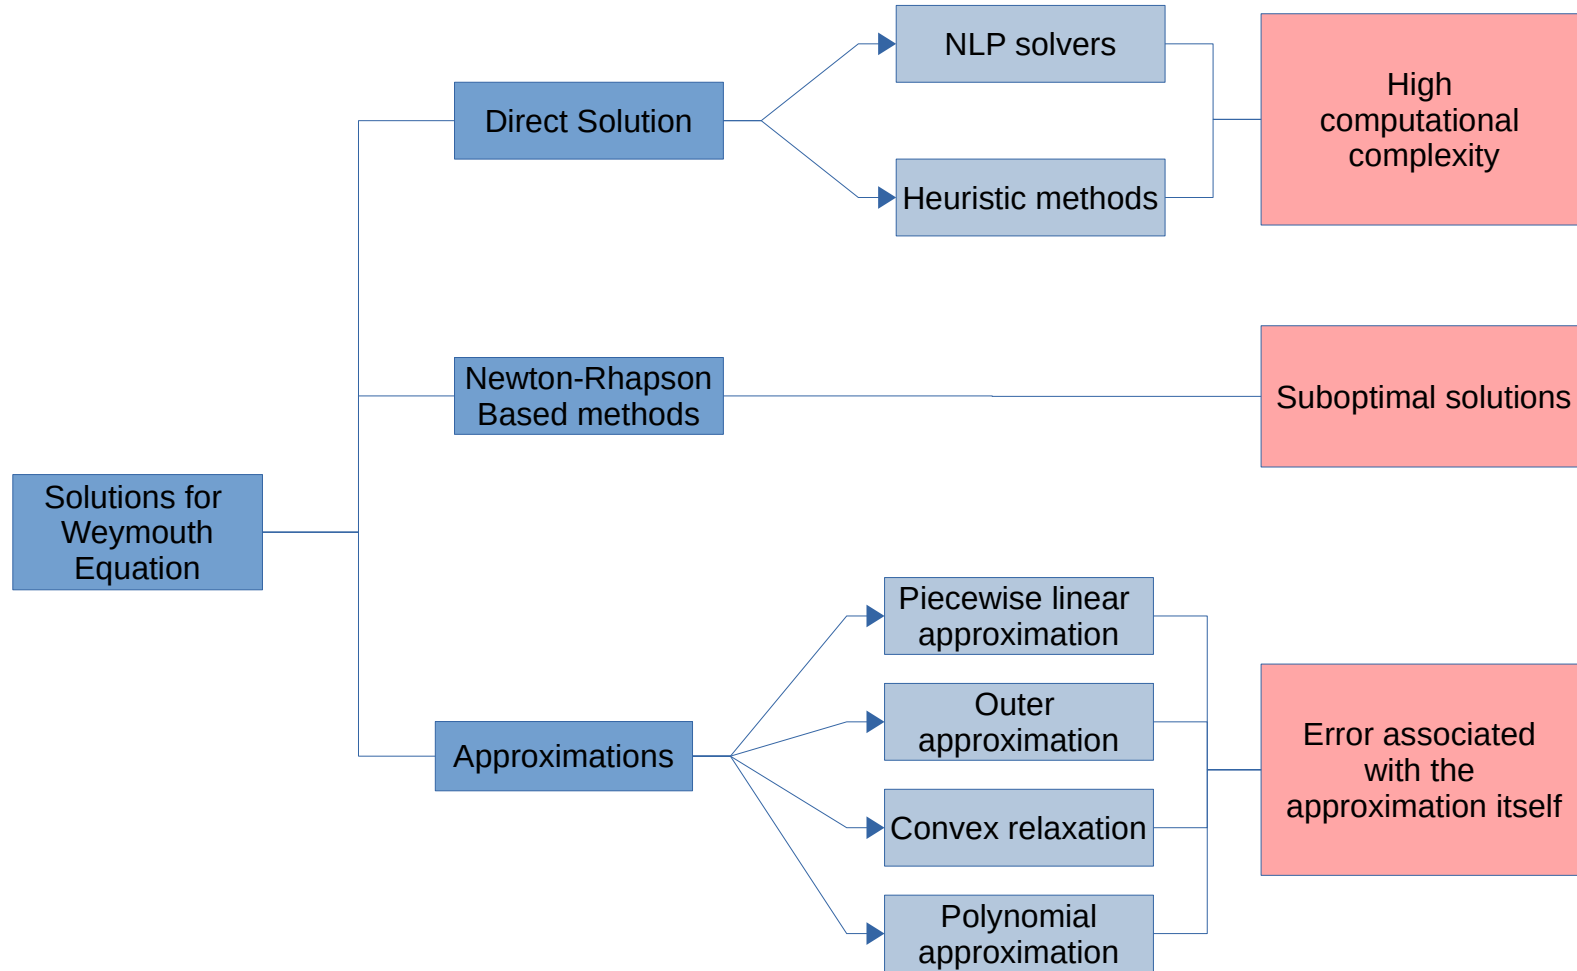 NLP solvers
High
computational
complexity
Direct Solution
Heuristic methods
Newton-Rhapson
Based methods
Suboptimal solutions
Solutions for
Weymouth
Equation
Piecewise linear
approximation
Outer
approximation
Approximations
Error associated
with the
approximation itself
Convex relaxation
Polynomial
approximation